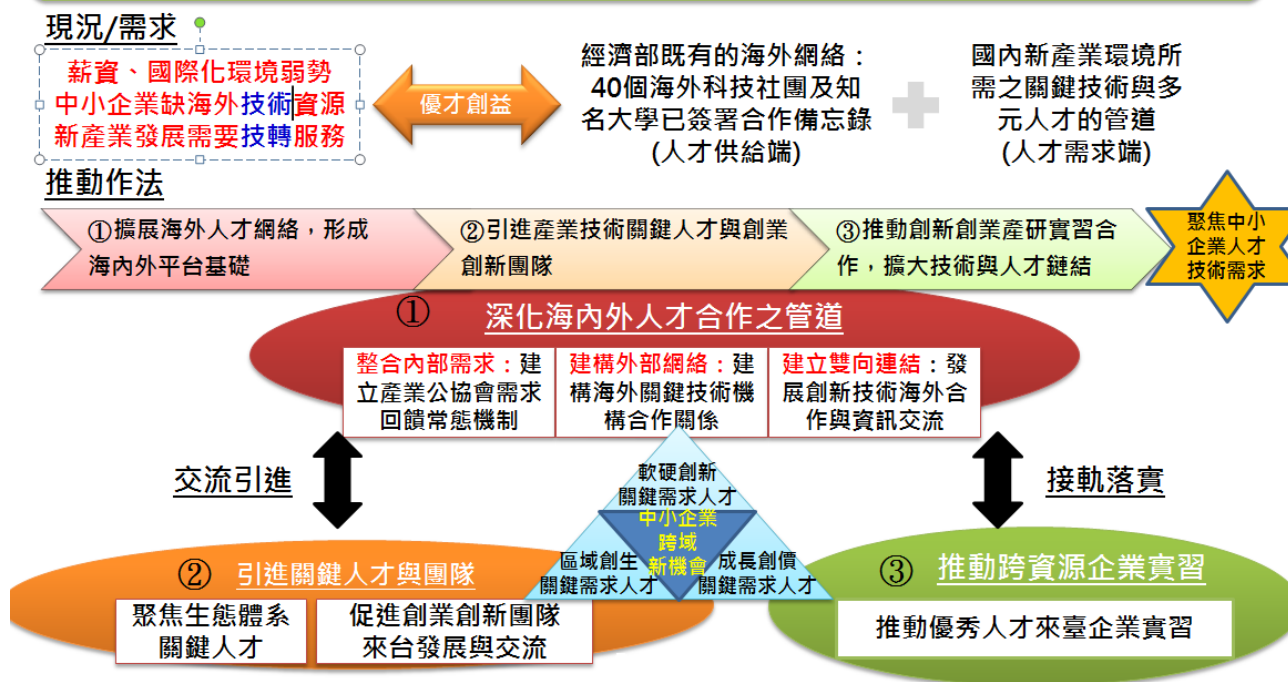 現況/需求
薪資、國際化環境弱勢
中小企業缺海外技術資源
新產業發展需要技轉服務
優才創益
經濟部既有的海外網絡：
40個海外科技社團及知
名大學已簽署合作備忘錄
(人才供給端)
國內新產業環境所
需之關鍵技術與多
元人才的管道
(人才需求端)
推動作法
①擴展海外人才網絡，形成
海內外平台基礎
②引進產業技術關鍵人才與創業
創新團隊
③推動創新創業產研實習合
作，擴大技術與人才鏈結
聚焦中小
企業人才
技術需求
① 深化海內外人才合作之管道
整合內部需求：建
立產業公協會需求
回饋常態機制
建構外部網絡：建
構海外關鍵技術機
構合作關係
建立雙向連結：發
展創新技術海外合
作與資訊交流
交流引進
接軌落實
軟硬創新
關鍵需求人才
中小企業
跨域
新機會
區域創生
關鍵需求人才
成長創價
關鍵需求人才
② 引進關鍵人才與團隊
聚焦生態體系
關鍵人才
促進創業創新團隊
來台發展與交流
③ 推動跨資源企業實習
推動優秀人才來臺企業實習